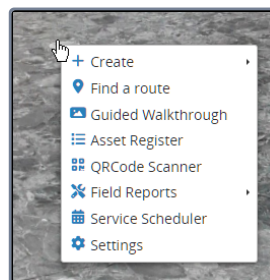 Create
Find a route
Guided Walkthrough
Asset Register
QRCode Scanner
Field Reports
Service Scheduler
Settings